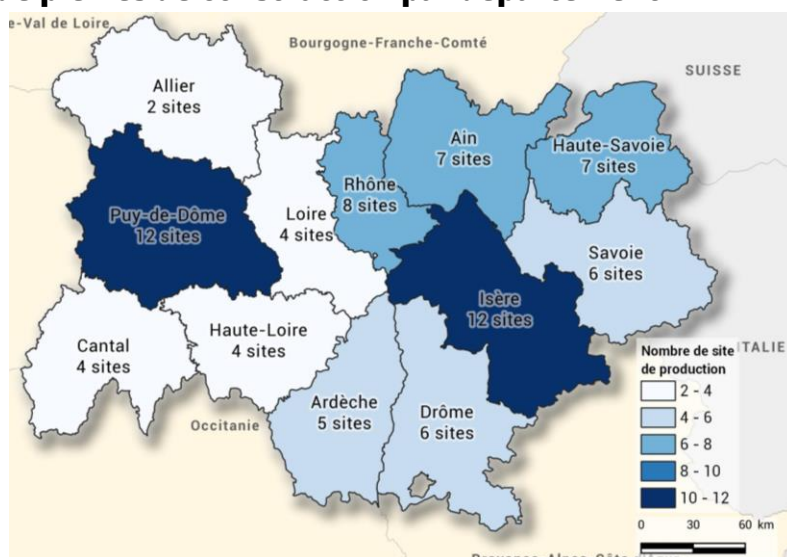 e-Val de Loire
Bourgogne-Franche-Comté
SUISSE
Allier
2 sites
Ain
7 sites
Haute-Savoie
7 sites
Rhône
8 sites
Puy-de-Dôme
12 sites
Loire
4 sites
Savoie
6 sites
Isère
12 sites
Haute-Loire
4 sites
Cantal
4 sites
ITALIE
Ardèche
5 sites
Drôme
6 sites
Occitanie
Nombre de site
de production
2 - 4
4 - 6
6 - 8
8 - 10
10 - 12
0 30 60 km